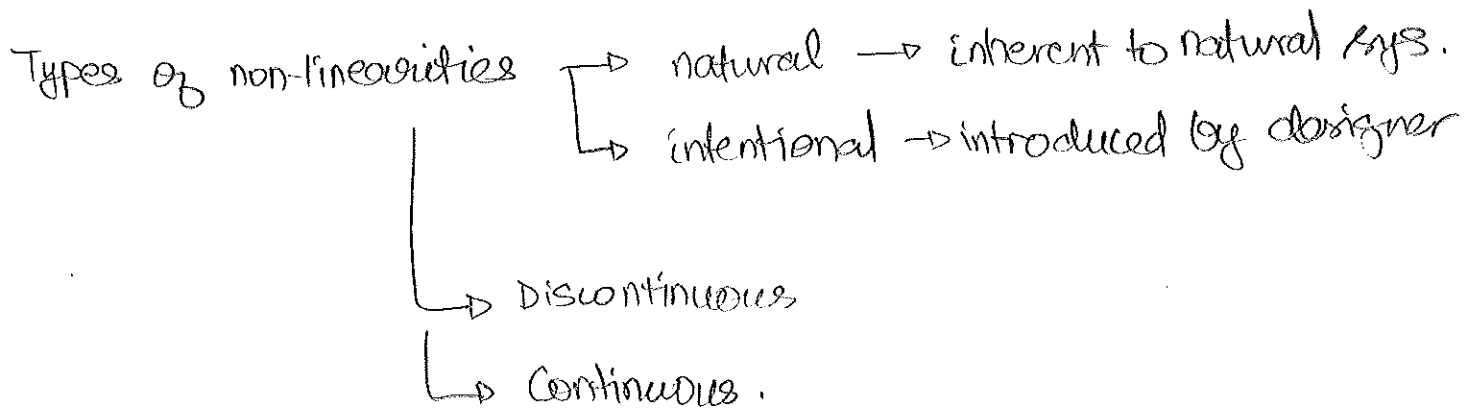 Types of non-linearities → natural → inherent to natural sys.
→ intentional → introduced by designer
→ Discontinuous
→ Continuous.